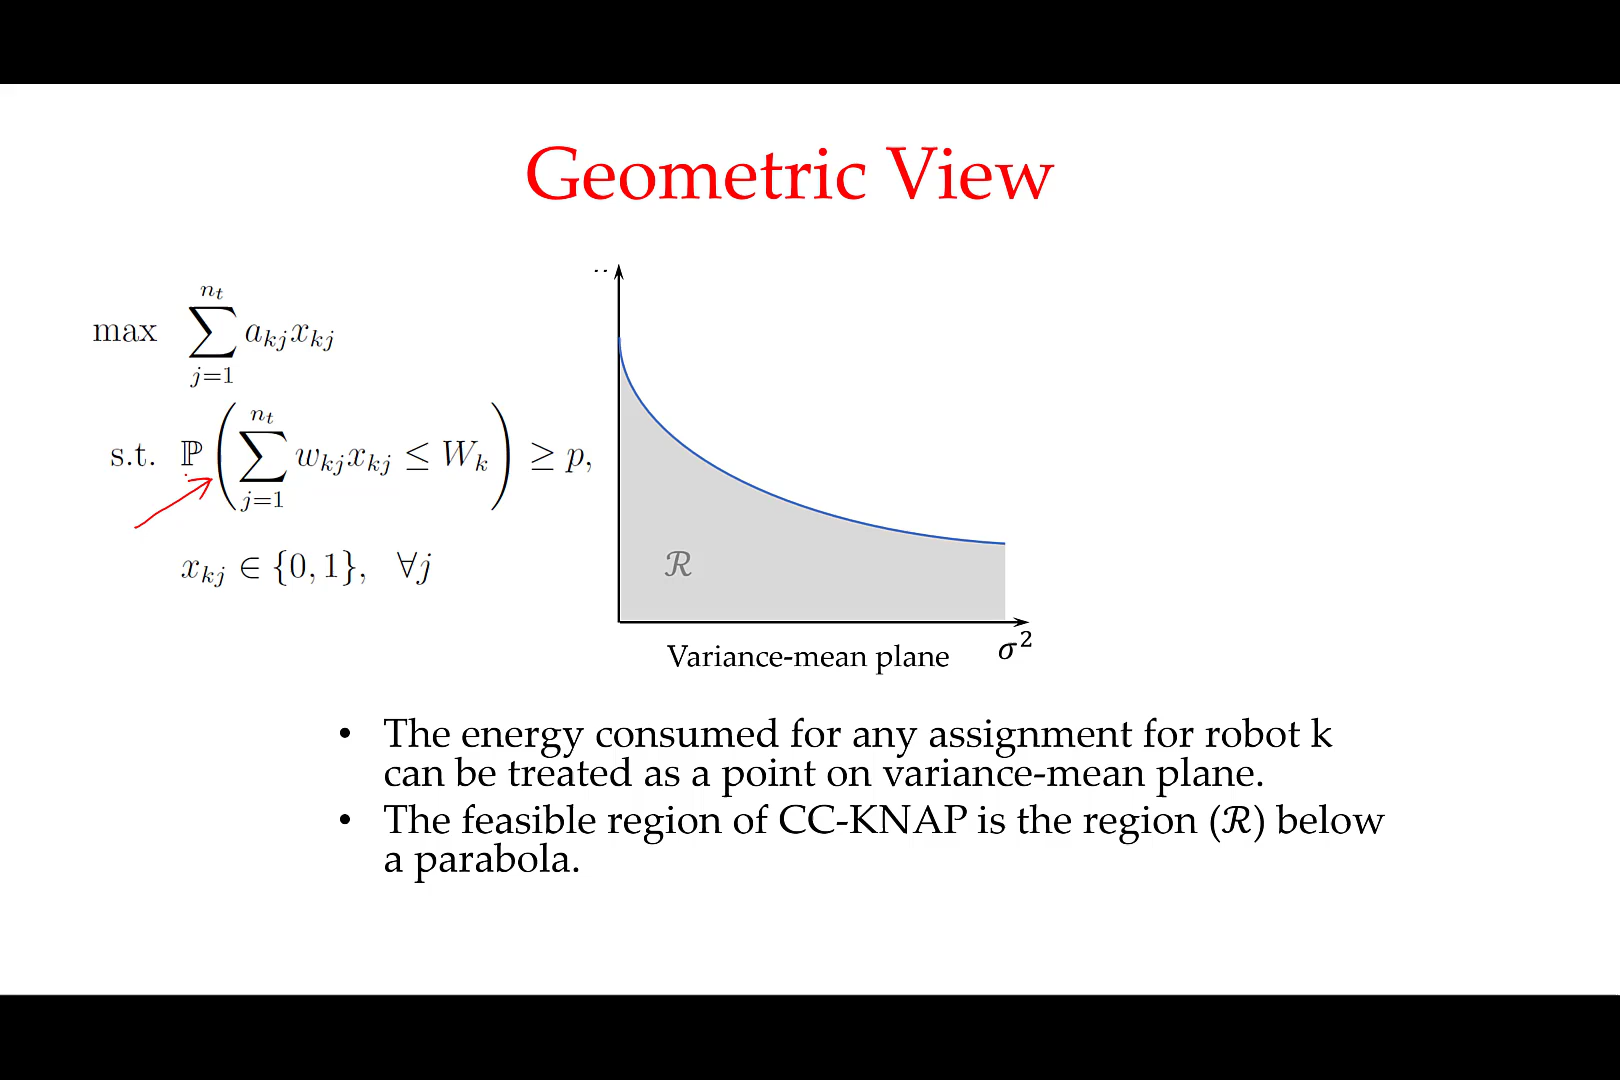 Geometric View
max ∑_{j=1}^{n_t} a_{kj}x_{kj}
s.t. ℙ(∑_{j=1}^{n_t} w_{kj}x_{kj} ≤ W_k) ≥ p,
x_{kj} ∈ {0, 1}, ∀j
ℛ
σ²
Variance-mean plane
• The energy consumed for any assignment for robot k
can be treated as a point on variance-mean plane.
• The feasible region of CC-KNAP is the region (ℛ) below
a parabola.